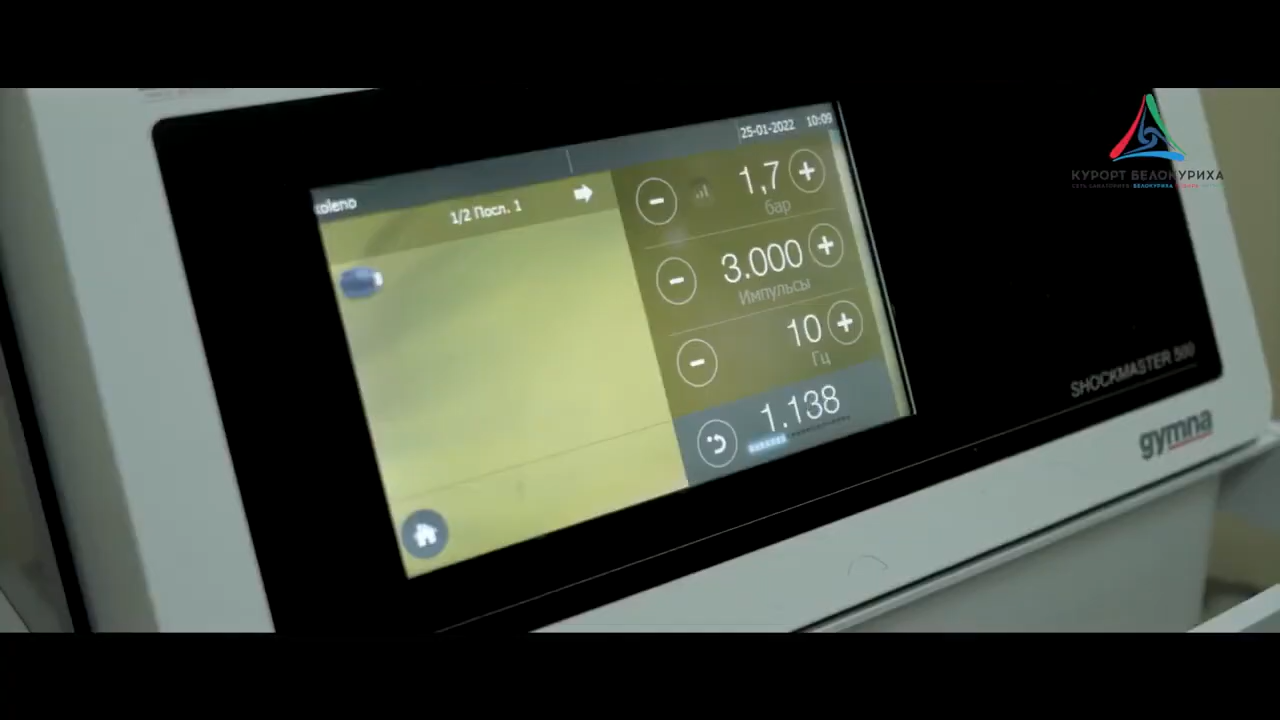 25-01-2022 10:09
koleno
1/2 Посл. 1
1,7
бар
3.000
Импульсы
10
Гц
1.138
SHOCKMASTER 500
gymna
КУРОРТ БЕЛОКУРИХА